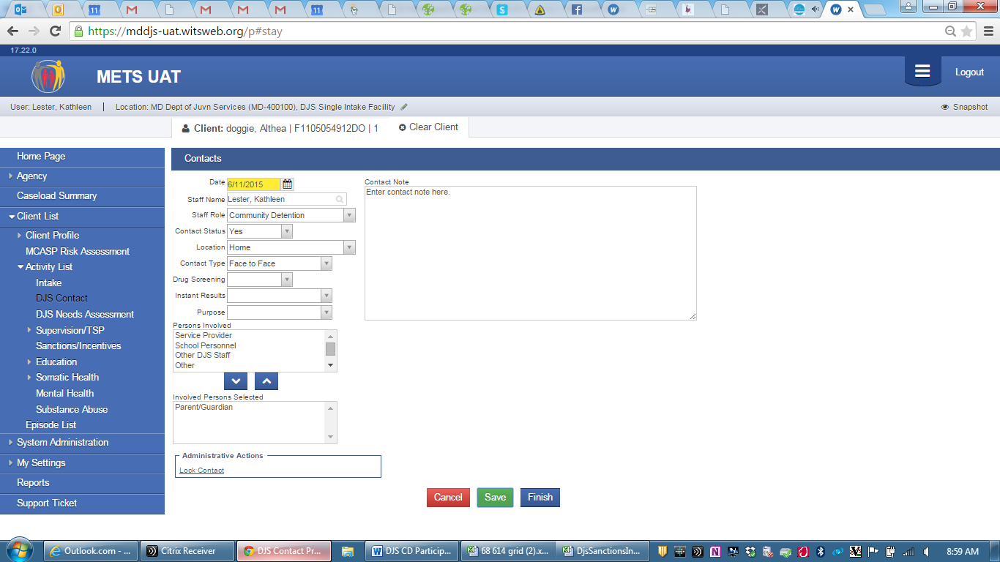 https://mddjs-uat.witsweb.org/p#stay
17.22.0
METS UAT
Logout
User: Lester, Kathleen | Location: MD Dept of Juvn Services (MD-400100), DJS Single Intake Facility
Snapshot
Client: doggie, Althea | F1105054912DO | 1
Clear Client
Home Page
Agency
Caseload Summary
Client List
Client Profile
MCASP Risk Assessment
Activity List
Intake
DJS Contact
DJS Needs Assessment
Supervision/TSP
Sanctions/Incentives
Education
Somatic Health
Mental Health
Substance Abuse
Episode List
System Administration
My Settings
Reports
Support Ticket
Contacts
Date 6/11/2015
Staff Name Lester, Kathleen
Staff Role Community Detention
Contact Status Yes
Location Home
Contact Type Face to Face
Drug Screening
Instant Results
Purpose
Persons Involved
Service Provider
School Personnel
Other DJS Staff
Other
Involved Persons Selected
Parent/Guardian
Administrative Actions
Lock Contact
Contact Note
Enter contact note here.
Cancel Save Finish
Outlook.com - ...
Citrix Receiver
DJS Contact Pr...
DJS CD Particip...
68 614 grid (2).x...
DjsSanctionsIn...
8:59 AM